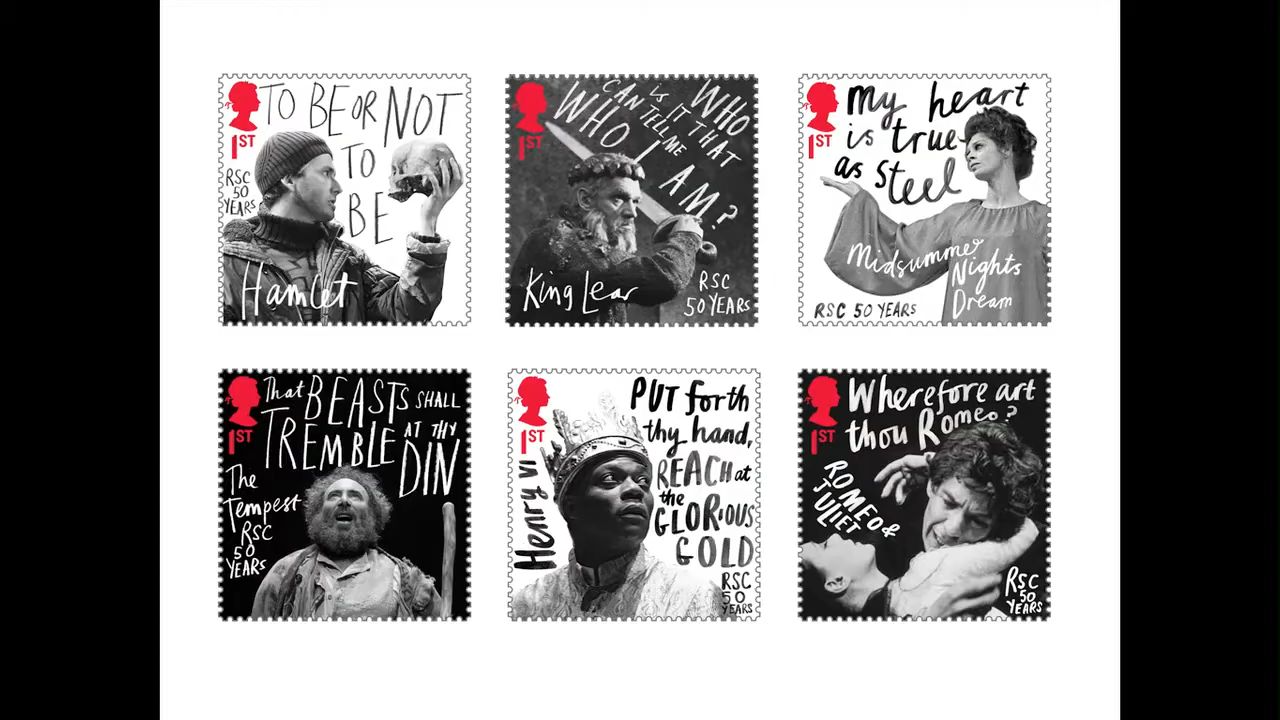 1ST
TO BE OR NOT
TO
BE
RSC
50
YEARS
Hamlet
1ST
WHO
IS IT THAT
CAN TELL ME
WHO I
AM?
King Lear
RSC
50 YEARS
1ST
My heart
is true
as Steel
Midsummer
Nights
Dream
RSC 50 YEARS
1ST
That BEASTS SHALL
TREMBLE AT THY
DIN
The
Tempest
RSC
50
YEARS
1ST
PUT forth
thy hand,
REACH at
the
GLORIOUS
GOLD
Henry VI
RSC
50
YEARS
1ST
Wherefore art
thou Romeo?
ROMEO &
JULIET
RSC
50
YEARS